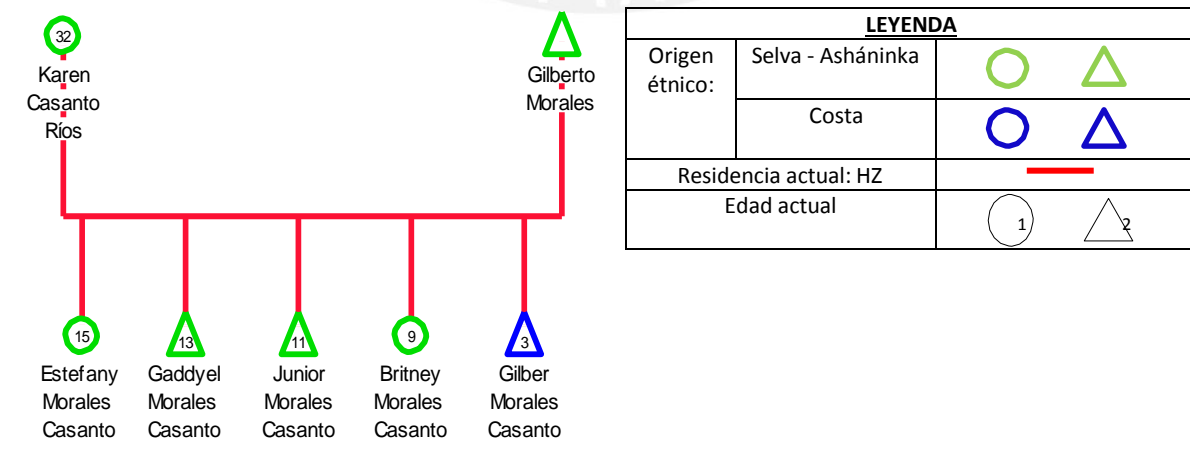 32
Karen
Casanto
Ríos
Gilberto
Morales
15
Estefany
Morales
Casanto
13
Gaddyel
Morales
Casanto
11
Junior
Morales
Casanto
9
Britney
Morales
Casanto
3
Gilber
Morales
Casanto
LEYENDA
Origen
étnico:
Selva - Asháninka
Costa
Residencia actual: HZ
Edad actual
1
2